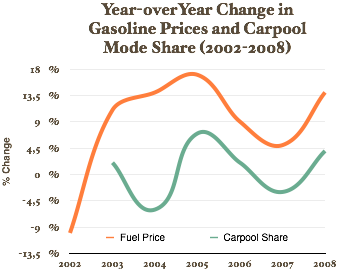 Year-over Year Change in
Gasoline Prices and Carpool
Mode Share (2002-2008)
% Change
18 %
13.5 %
9 %
4.5 %
0 %
-4.5 %
-9 %
-13.5 %
Fuel Price Carpool Share
2002 2003 2004 2005 2006 2007 2008